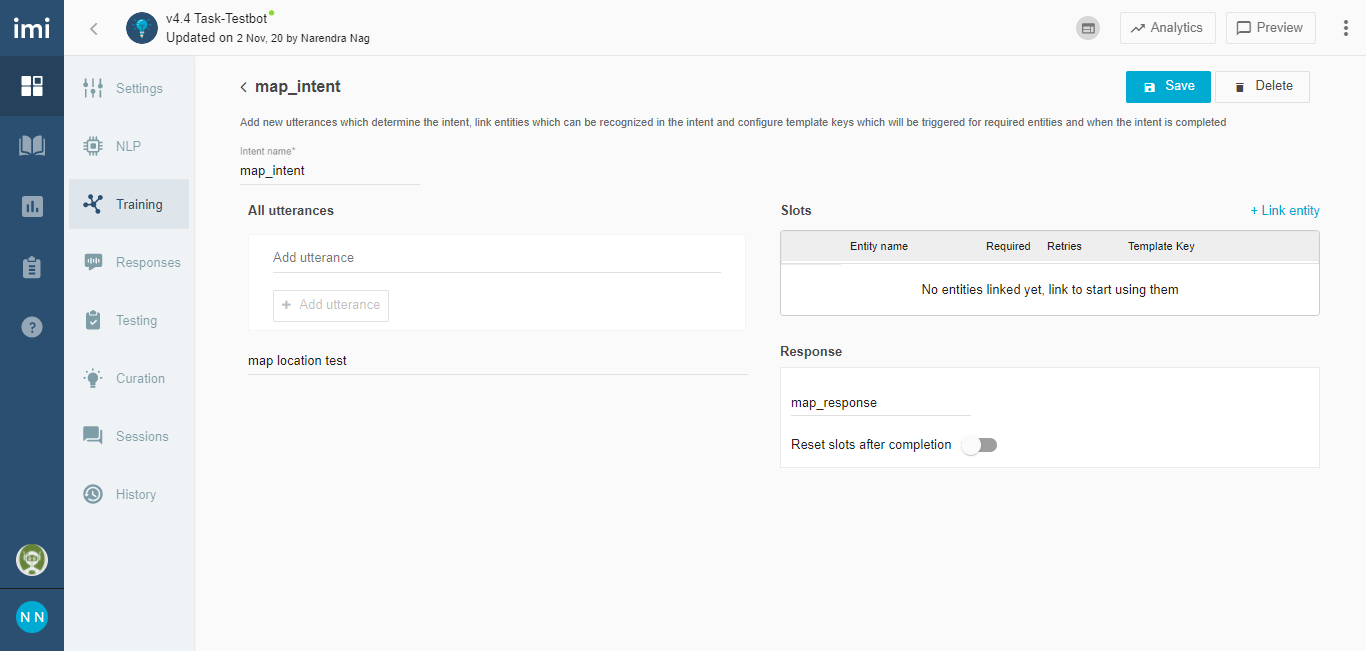 imi
v4.4 Task-Testbot
Updated on 2 Nov, 20 by Narendra Nag
Analytics
Preview
Settings
NLP
Training
Responses
Testing
Curation
Sessions
History
?
N N
map_intent
Save
Delete
Add new utterances which determine the intent, link entities which can be recognized in the intent and configure template keys which will be triggered for required entities and when the intent is completed
Intent name*
map_intent
All utterances
Add utterance
+ Add utterance
map location test
Slots
+ Link entity
Entity name Required Retries Template Key
No entities linked yet, link to start using them
Response
map_response
Reset slots after completion